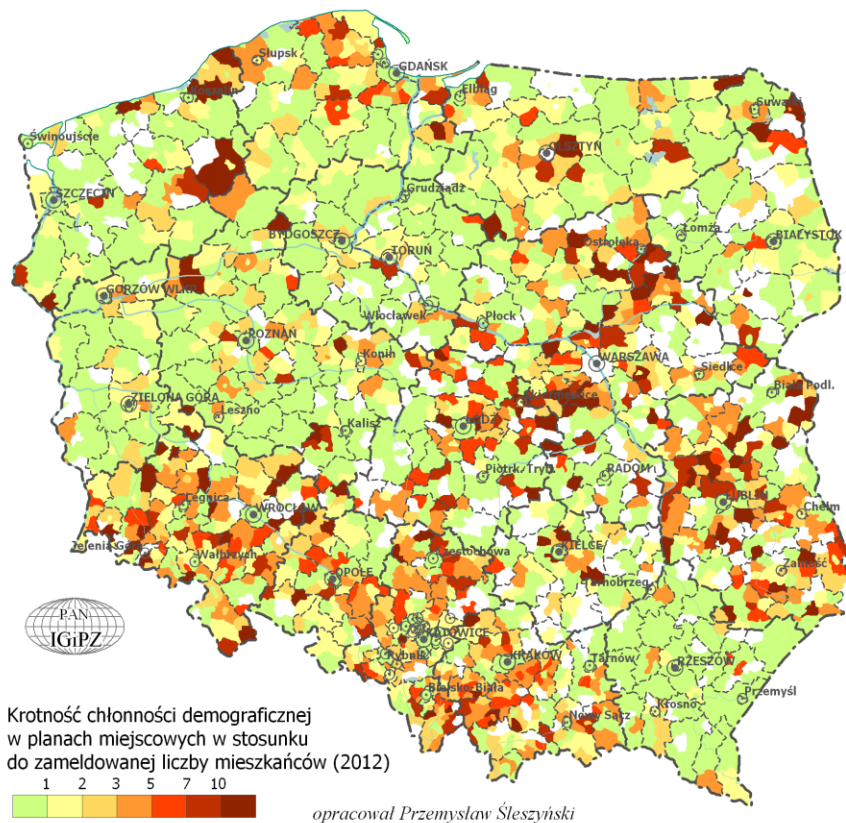 Słupsk
GDAŃSK
Koszalin
Elbląg
Suwałki
Świnoujście
OLSZTYN
SZCZECIN
Grudziądz
Łomża
Ostrołęka
BIAŁYSTOK
BYDGOSZCZ
TORUŃ
GORZÓW WLKP.
Włocławek
Płock
POZNAŃ
WARSZAWA
Konin
Siedlce
Biała Podl.
ZIELONA GÓRA
Leszno
Skierniewice
Kalisz
ŁÓDŹ
Piotrk. Tryb.
RADOM
LUBLIN
Legnica
WROCŁAW
Chełm
Jelenia Góra
Wałbrzych
Częstochowa
KIELCE
Zamość
OPOLE
Tarnobrzeg
PAN
IGiPZ
KATOWICE
Rybnik
KRAKÓW
Tarnów
RZESZÓW
Bielsko-Biała
Przemyśl
Krosno
Nowy Sącz
Krotność chłonności demograficznej
w planach miejscowych w stosunku
do zameldowanej liczby mieszkańców (2012)
1 2 3 5 7 10
opracował Przemysław Śleszyński